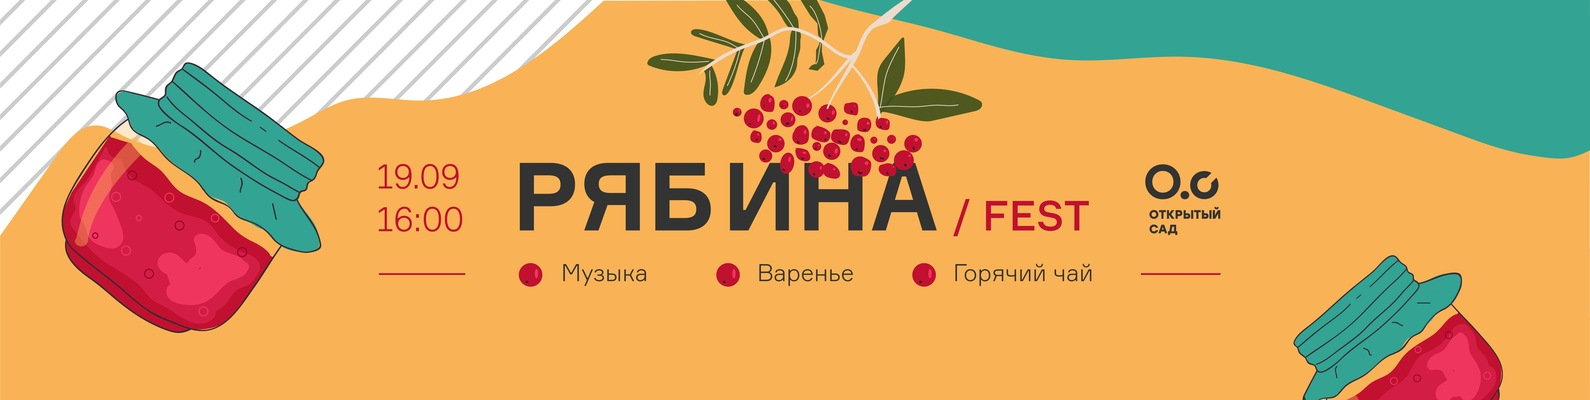 19.09
16:00
РЯБИНА / FEST
О.с
ОТКРЫТЫЙ
САД
Музыка
Варенье
Горячий чай